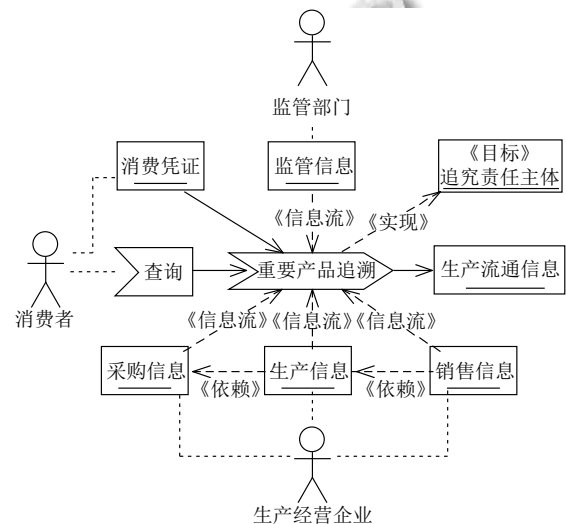 监管部门
消费凭证
监管信息
《目标》
追究责任主体
《信息流》
《实现》
查询
重要产品追溯
生产流通信息
消费者
《信息流》
《信息流》
《信息流》
采购信息
《依赖》
生产信息
《依赖》
销售信息
生产经营企业